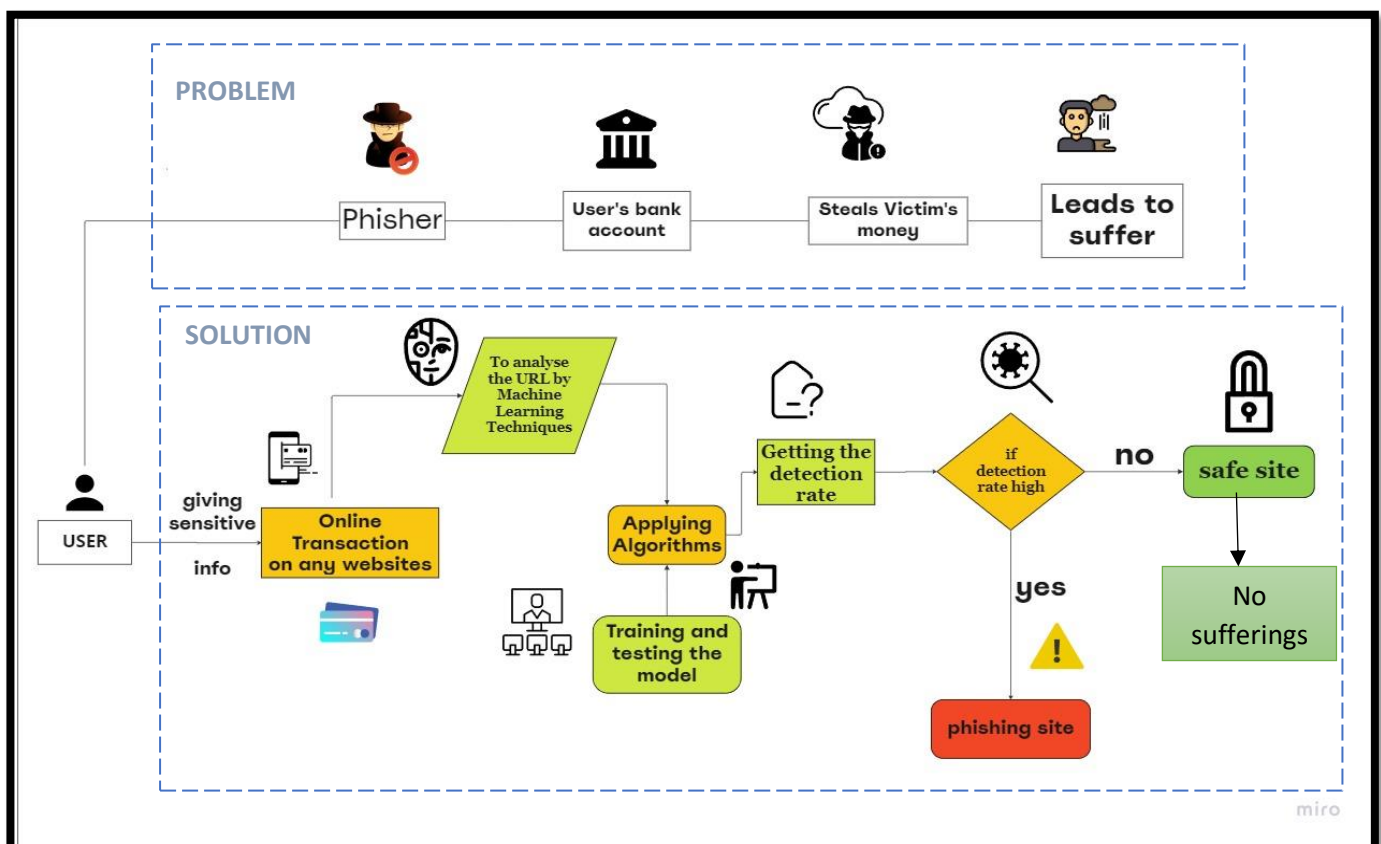 PROBLEM
Phisher
User's bank
account
Steals Victim's
money
Leads to
suffer
SOLUTION
To analyse
the URL by
Machine
Learning
Techniques
USER
giving
sensitive
info
Online
Transaction
on any websites
Applying
Algorithms
Training and
testing the
model
Getting the
detection
rate
if
detection
rate high
no
safe site
No
sufferings
yes
phishing site
miro